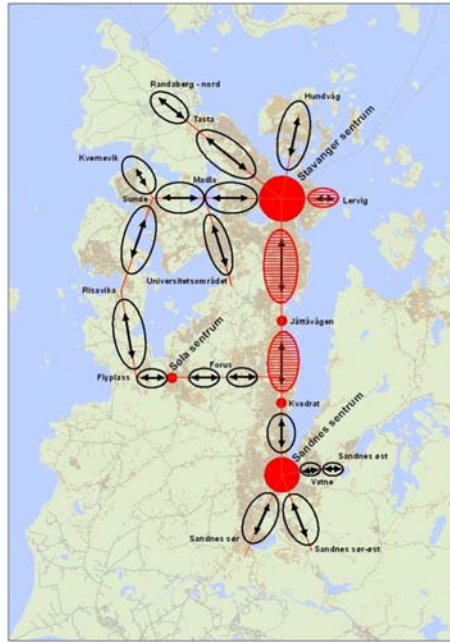 Randaberg - nord
Hundvåg
Tasta
Stavanger sentrum
Kvernevik
Madla
Sunde
Lervig
Universitetsområdet
Risavika
Jåttåvågen
Sola sentrum
Forus
Flyplass
Kvadrat
Sandnes sentrum
Sandnes øst
Vatne
Sandnes sør
Sandnes sør-øst